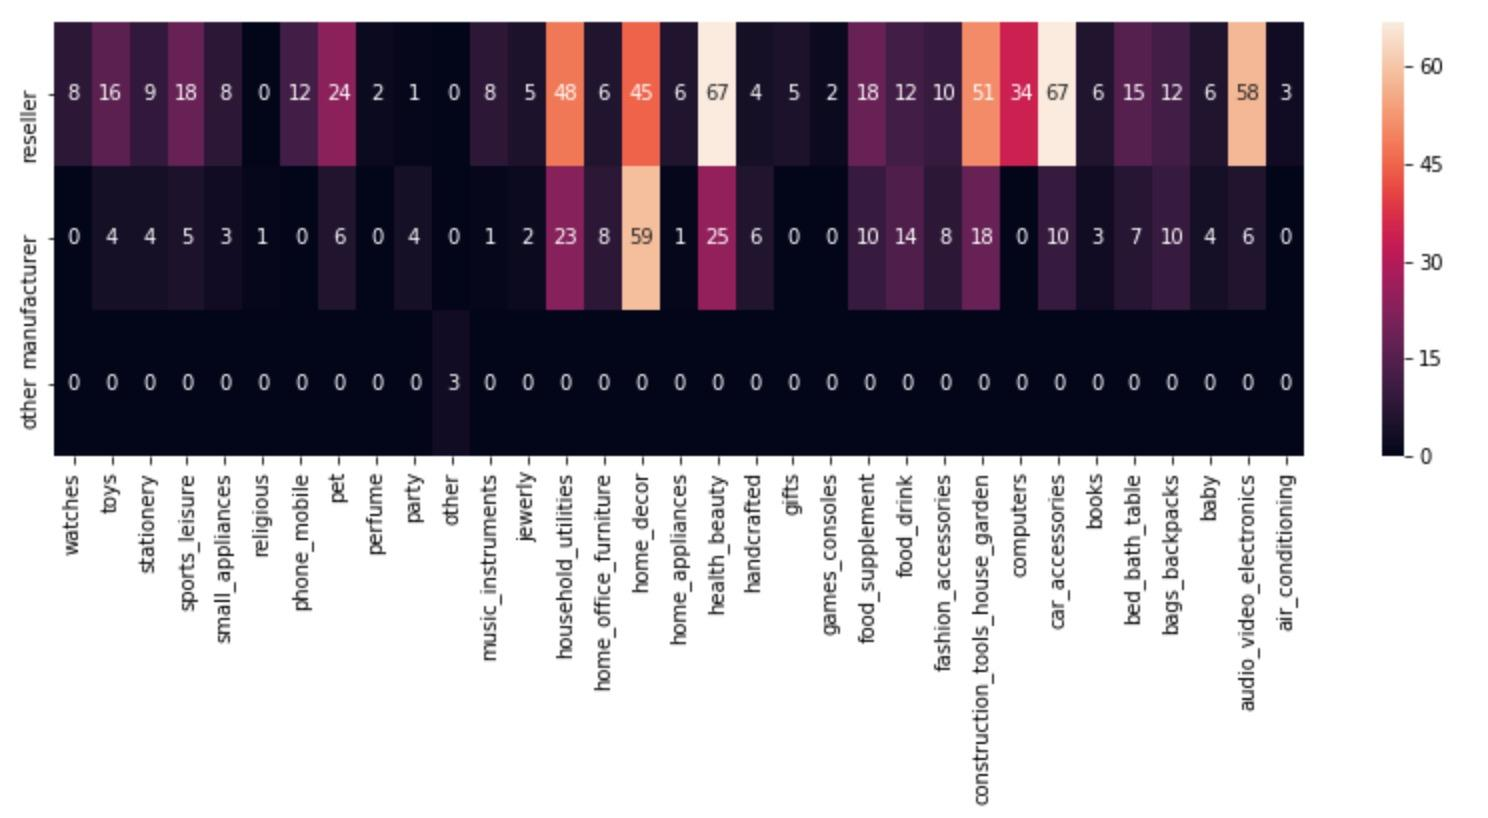 reseller
8 16 9 18 8 0 12 24 2 1 0 8 5 48 6 45 6 67 4 5 2 18 12 10 51 34 67 6 15 12 6 58 3
manufacturer
0 4 4 5 3 1 0 6 0 4 0 1 2 23 8 59 1 25 6 0 0 10 14 8 18 0 10 3 7 10 4 6 0
other
0 0 0 0 0 0 0 0 0 0 3 0 0 0 0 0 0 0 0 0 0 0 0 0 0 0 0 0 0 0 0 0 0
watches
toys
stationery
sports_leisure
small_appliances
religious
phone_mobile
pet
perfume
party
other
music_instruments
jewerly
household_utilities
home_office_furniture
home_decor
home_appliances
health_beauty
handcrafted
gifts
games_consoles
food_supplement
food_drink
fashion_accessories
construction_tools_house_garden
computers
car_accessories
books
bed_bath_table
bags_backpacks
baby
audio_video_electronics
air_conditioning
60
45
30
15
0